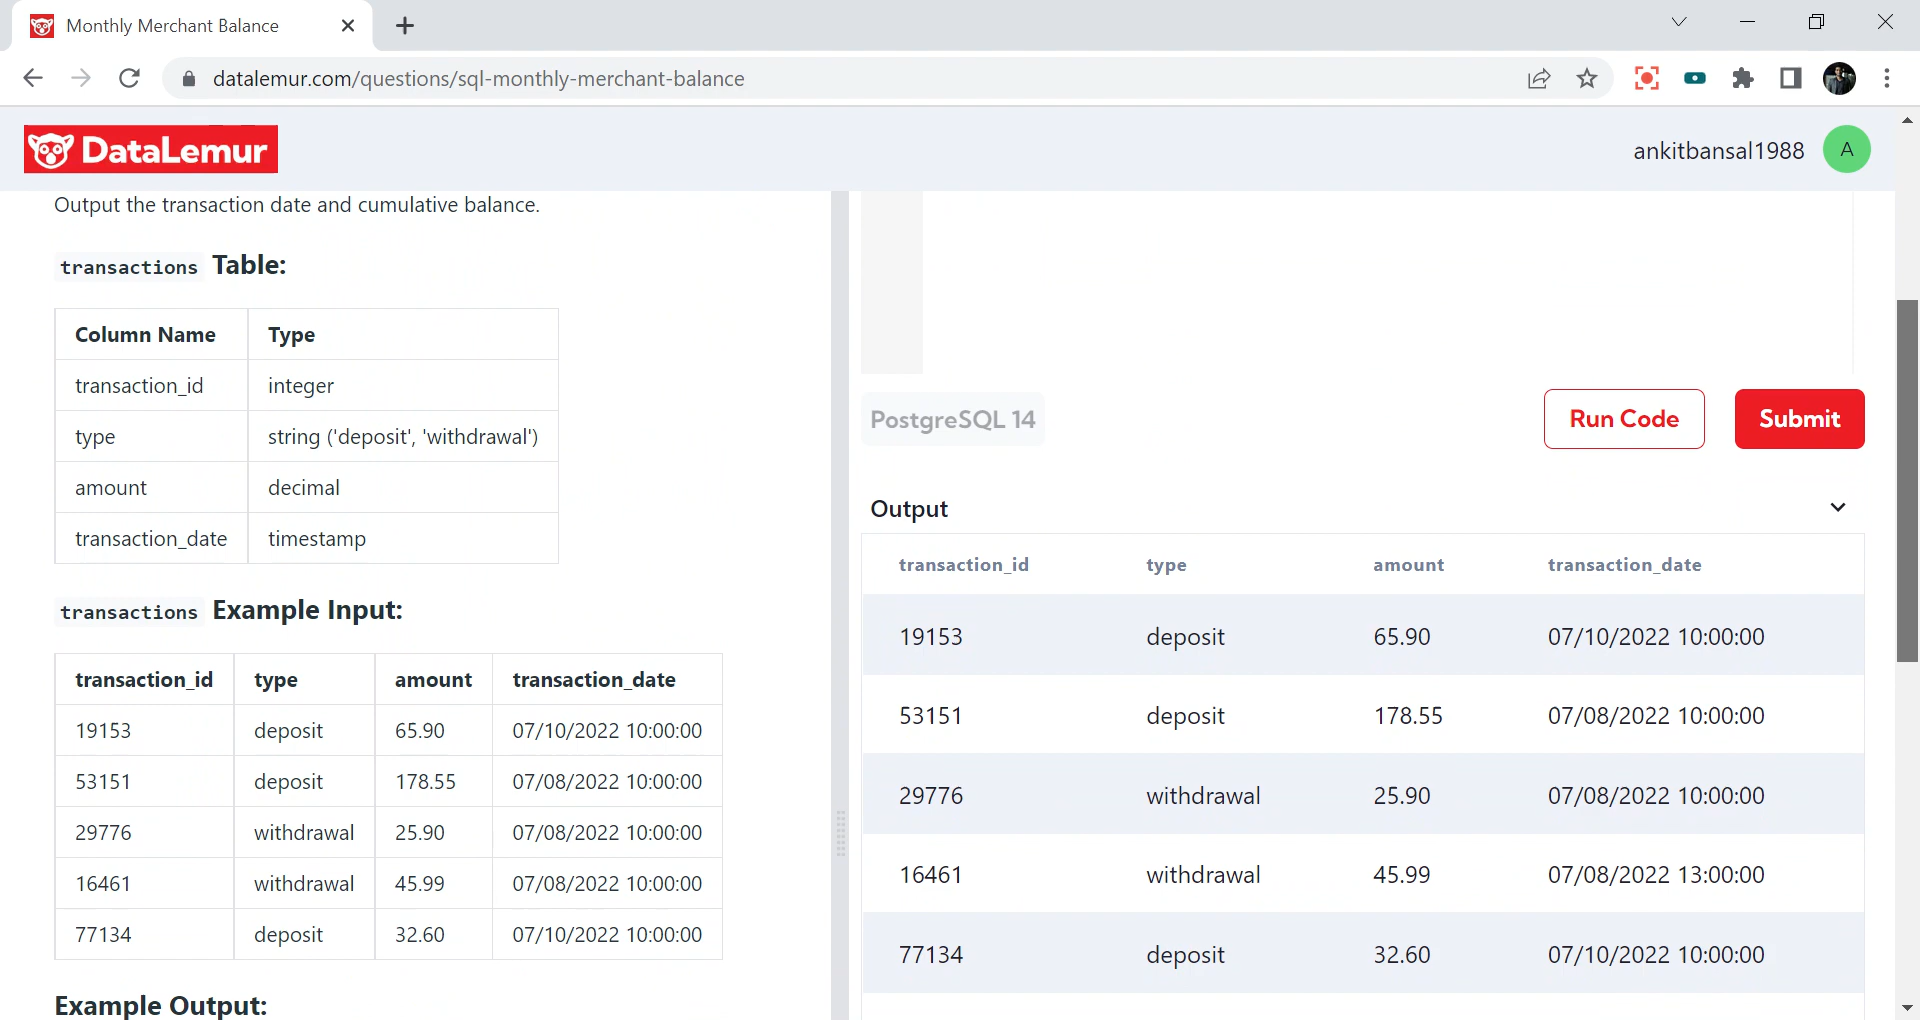 Monthly Merchant Balance
datalemur.com/questions/sql-monthly-merchant-balance
DataLemur
ankitbansal1988 A
Output the transaction date and cumulative balance.
transactions Table:
Column Name Type
transaction_id integer
type string ('deposit', 'withdrawal')
amount decimal
transaction_date timestamp
transactions Example Input:
transaction_id type amount transaction_date
19153 deposit 65.90 07/10/2022 10:00:00
53151 deposit 178.55 07/08/2022 10:00:00
29776 withdrawal 25.90 07/08/2022 10:00:00
16461 withdrawal 45.99 07/08/2022 10:00:00
77134 deposit 32.60 07/10/2022 10:00:00
Example Output:
PostgreSQL 14
Run Code
Submit
Output
transaction_id type amount transaction_date
19153 deposit 65.90 07/10/2022 10:00:00
53151 deposit 178.55 07/08/2022 10:00:00
29776 withdrawal 25.90 07/08/2022 10:00:00
16461 withdrawal 45.99 07/08/2022 13:00:00
77134 deposit 32.60 07/10/2022 10:00:00